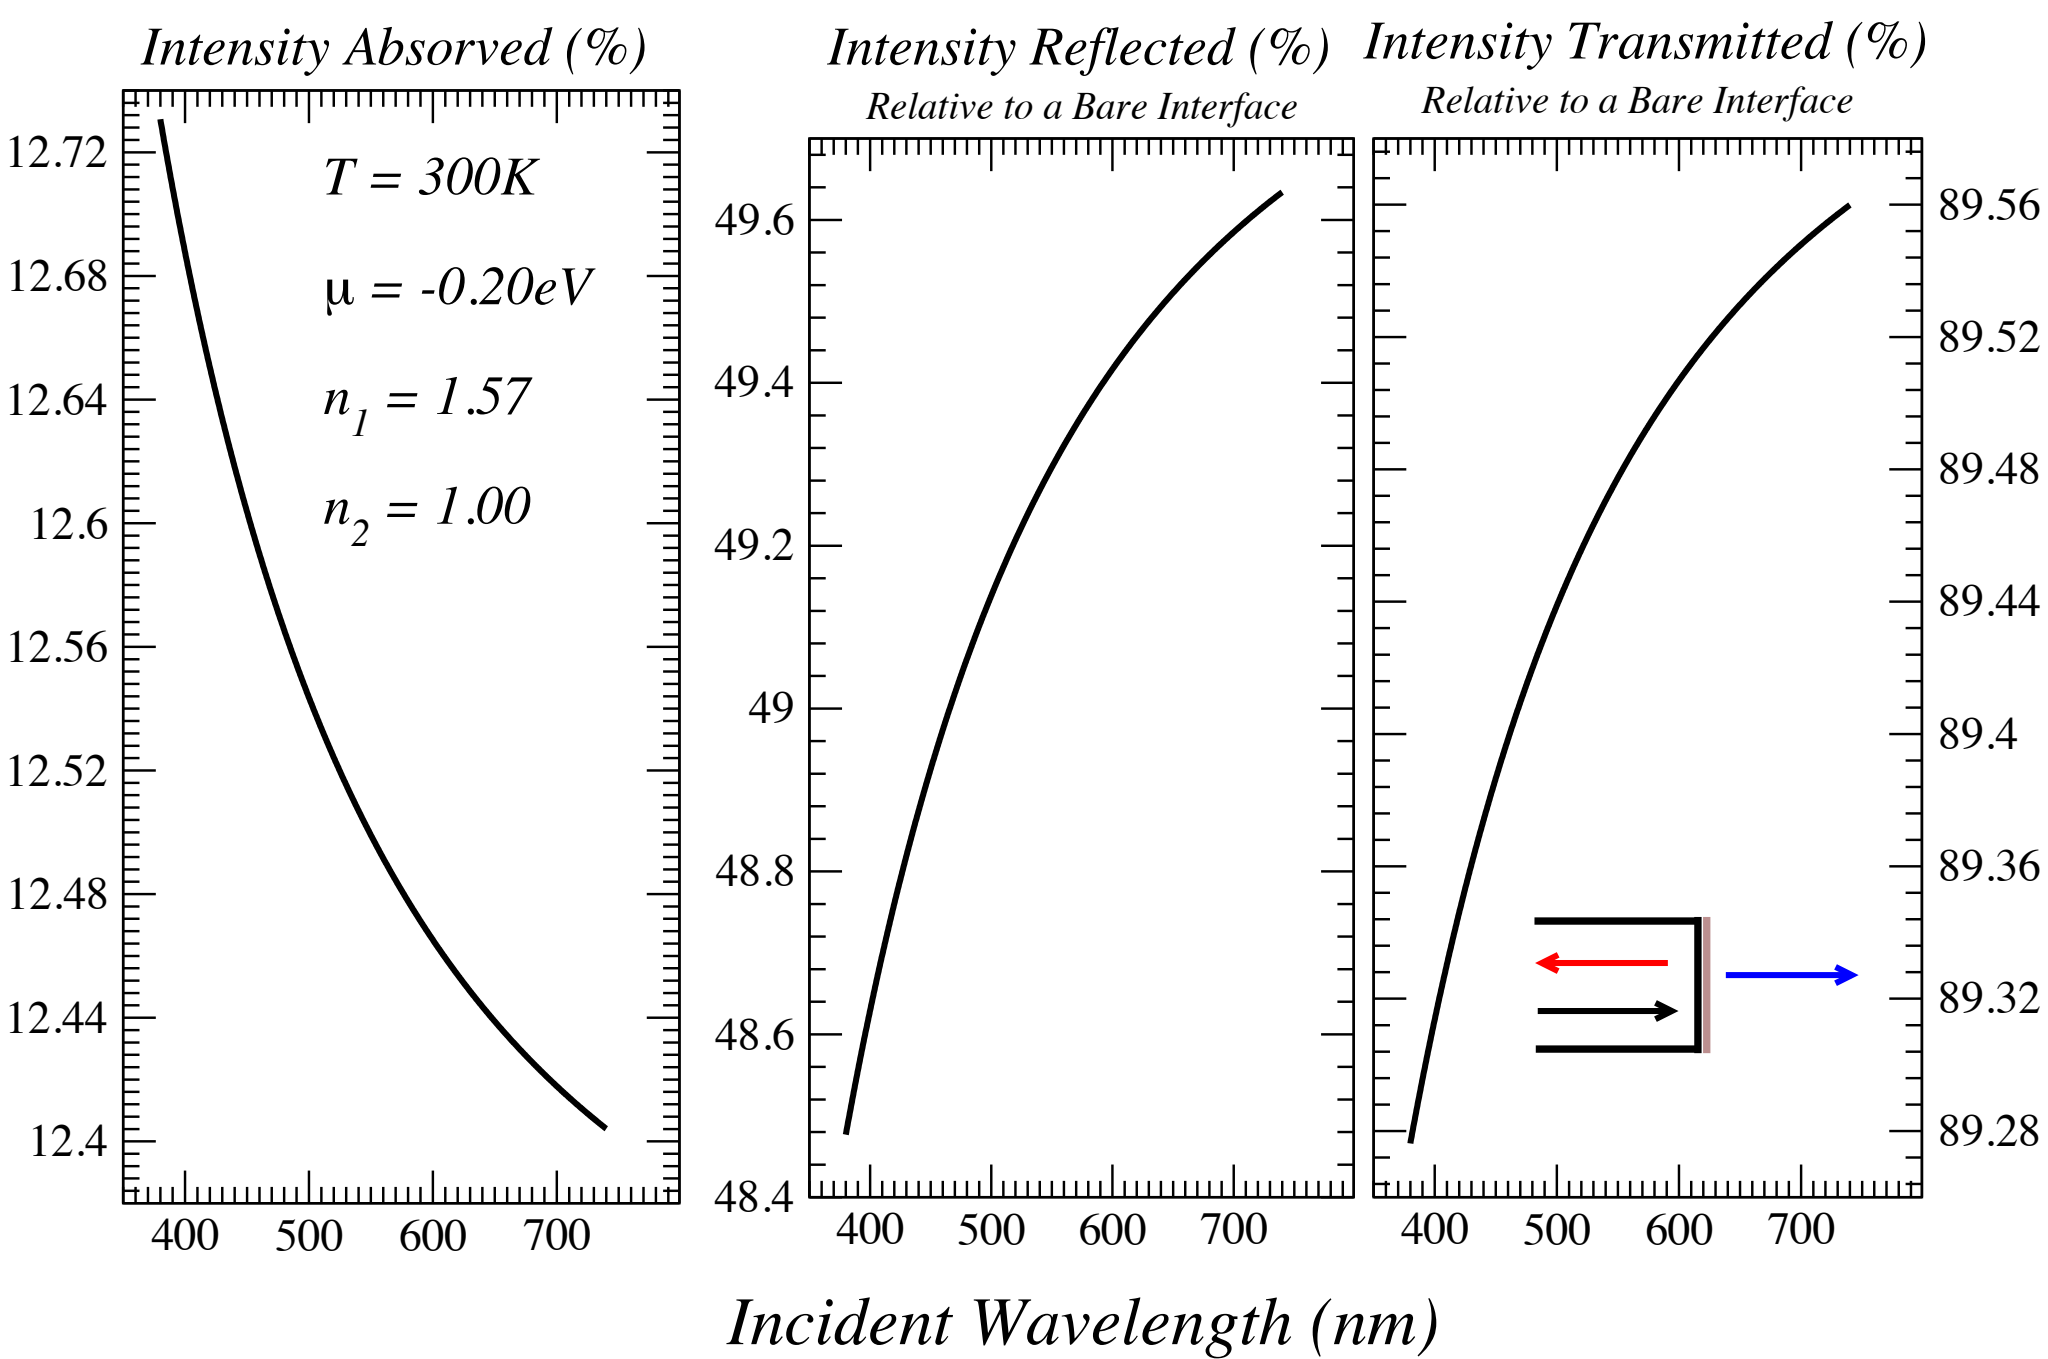 Intensity Absorved (%)
12.72
12.68
12.64
12.6
12.56
12.52
12.48
12.44
12.4
T = 300K
μ = -0.20eV
n1 = 1.57
n2 = 1.00
400 500 600 700
Intensity Reflected (%)
Relative to a Bare Interface
49.6
49.4
49.2
49
48.8
48.6
48.4
400 500 600 700
Intensity Transmitted (%)
Relative to a Bare Interface
89.56
89.52
89.48
89.44
89.4
89.36
89.32
89.28
400 500 600 700
Incident Wavelength (nm)